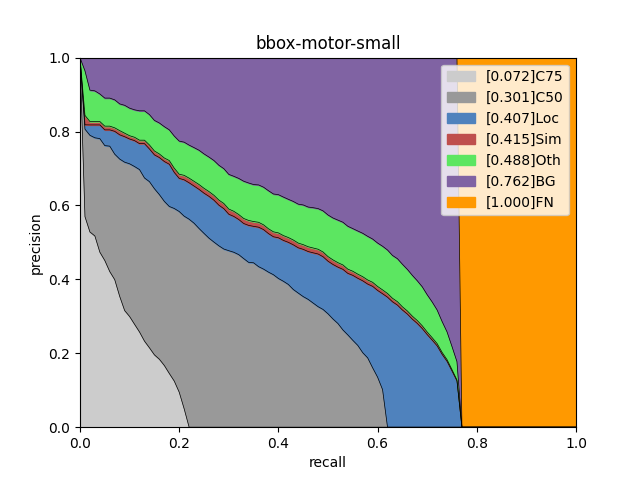 bbox-motor-small
1.0
0.8
0.6
0.4
0.2
0.0
precision
[0.072]C75
[0.301]C50
[0.407]Loc
[0.415]Sim
[0.488]Oth
[0.762]BG
[1.000]FN
0.0 0.2 0.4 0.6 0.8 1.0
recall